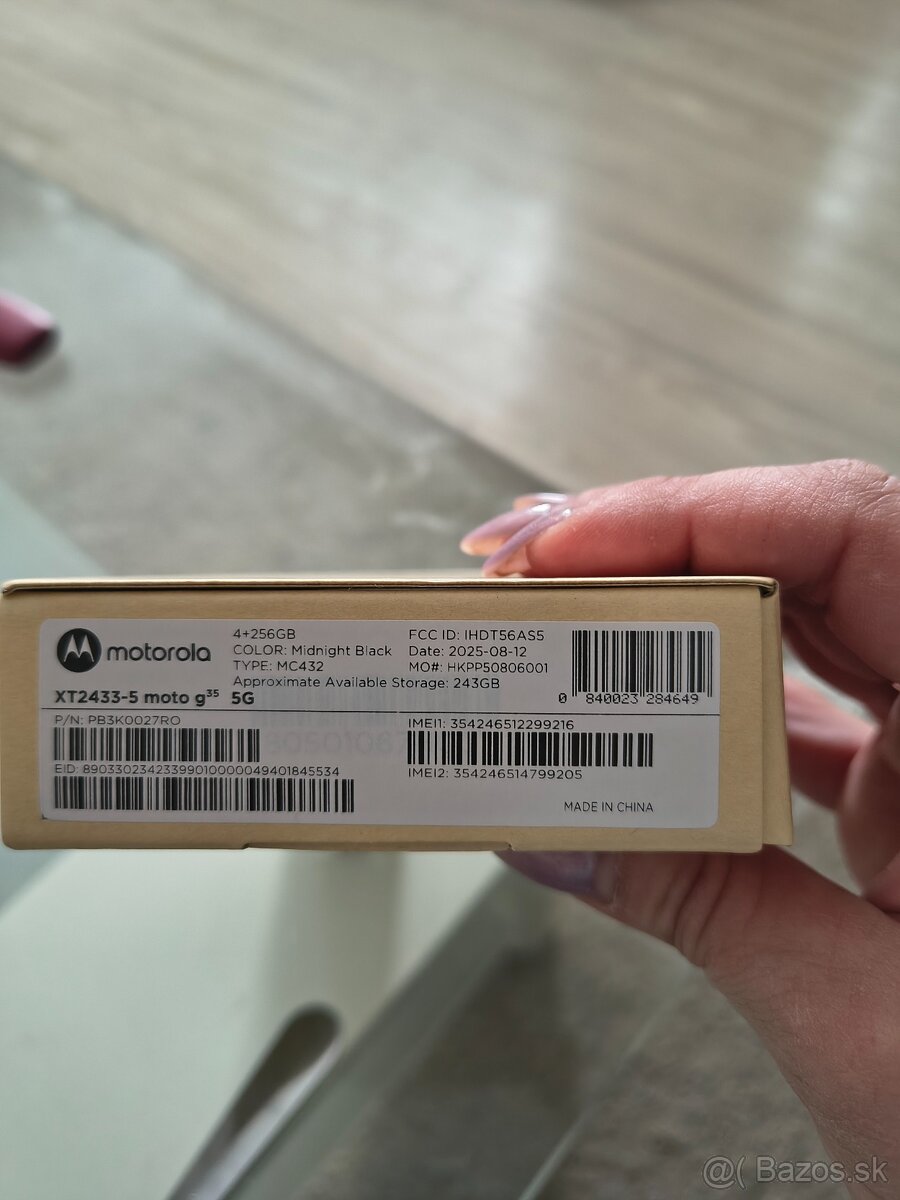 motorola
4+256GB
COLOR: Midnight Black
TYPE: MC432
Approximate Available Storage: 243GB
FCC ID: IHDT56AS5
Date: 2025-08-12
MO#: HKPP50806001
0 840023 284649
XT2433-5 moto g35 5G
P/N: PB3K0027RO
EID: 89033023423399010000049401845534
IMEI1: 354246512299216
IMEI2: 354246514799205
MADE IN CHINA
@( Bazos.sk